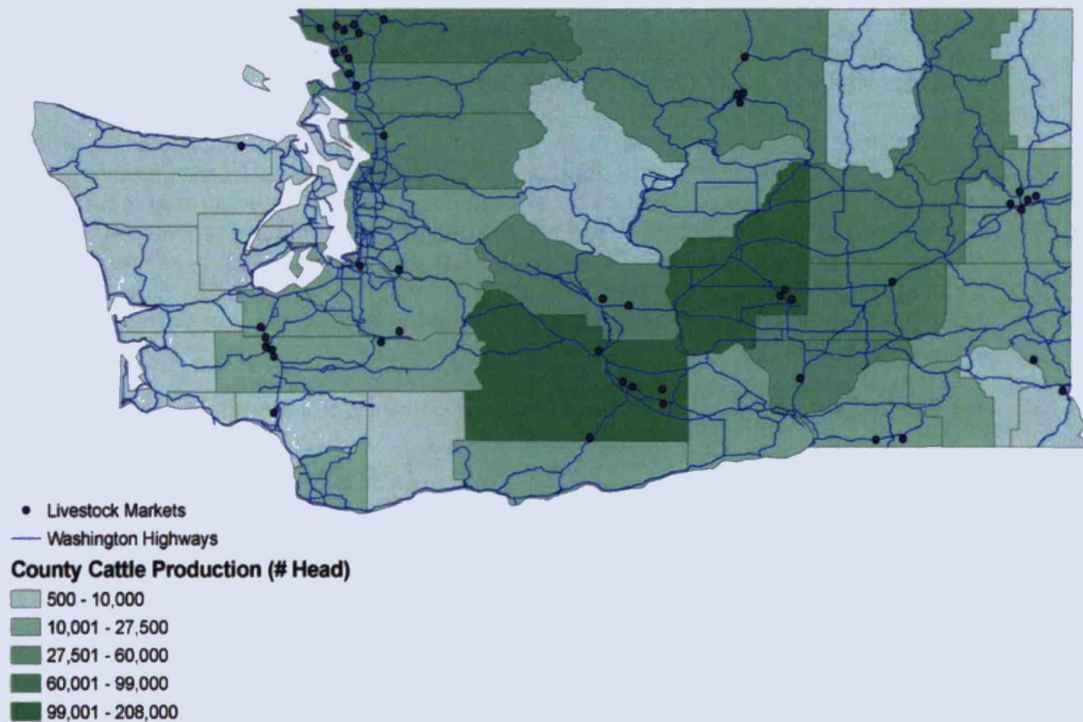 Livestock Markets
Washington Highways
County Cattle Production (# Head)
500 - 10,000
10,001 - 27,500
27,501 - 60,000
60,001 - 99,000
99,001 - 208,000